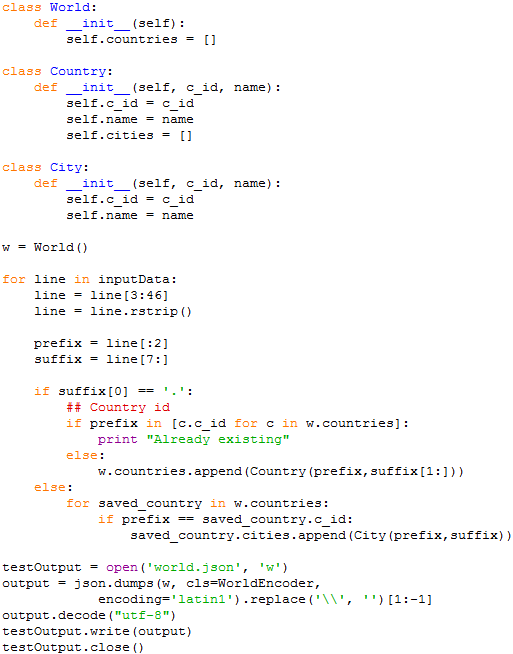 class World:
    def __init__(self):
        self.countries = []

class Country:
    def __init__(self, c_id, name):
        self.c_id = c_id
        self.name = name
        self.cities = []

class City:
    def __init__(self, c_id, name):
        self.c_id = c_id
        self.name = name

w = World()

for line in inputData:
    line = line[3:46]
    line = line.rstrip()

    prefix = line[:2]
    suffix = line[7:]

    if suffix[0] == '.':
        ## Country id
        if prefix in [c.c_id for c in w.countries]:
            print "Already existing"
        else:
            w.countries.append(Country(prefix,suffix[1:]))
    else:
        for saved_country in w.countries:
            if prefix == saved_country.c_id:
                saved_country.cities.append(City(prefix,suffix))

testOutput = open('world.json', 'w')
output = json.dumps(w, cls=WorldEncoder,
            encoding='latin1').replace('\\', '')[1:-1]
output.decode("utf-8")
testOutput.write(output)
testOutput.close()